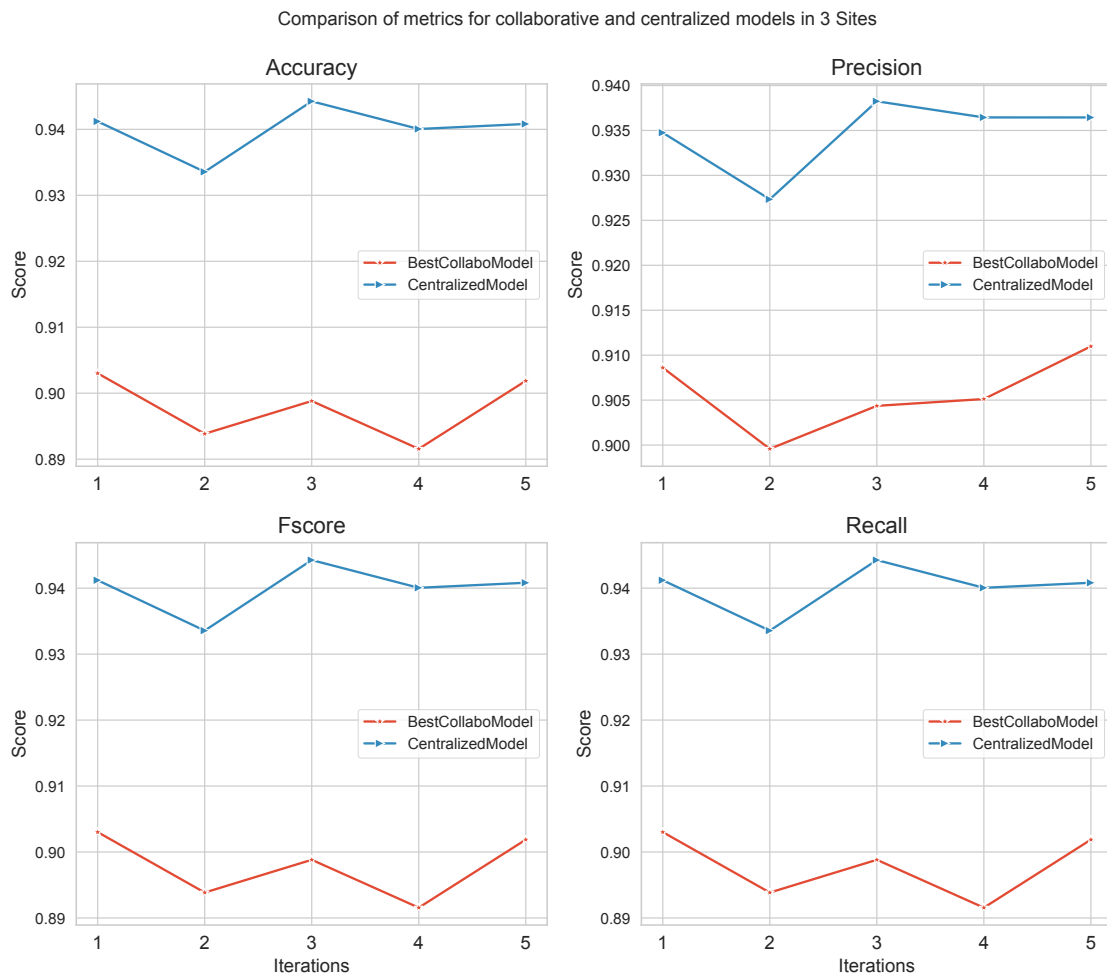 Comparison of metrics for collaborative and centralized models in 3 Sites
Accuracy
0.94
0.93
0.92
0.91
0.90
0.89
Score
BestCollaboModel
CentralizedModel
1 2 3 4 5
Precision
0.940
0.935
0.930
0.925
0.920
0.915
0.910
0.905
0.900
Score
BestCollaboModel
CentralizedModel
1 2 3 4 5
Fscore
0.94
0.93
0.92
0.91
0.90
0.89
Score
BestCollaboModel
CentralizedModel
1 2 3 4 5
Iterations
Recall
0.94
0.93
0.92
0.91
0.90
0.89
Score
BestCollaboModel
CentralizedModel
1 2 3 4 5
Iterations